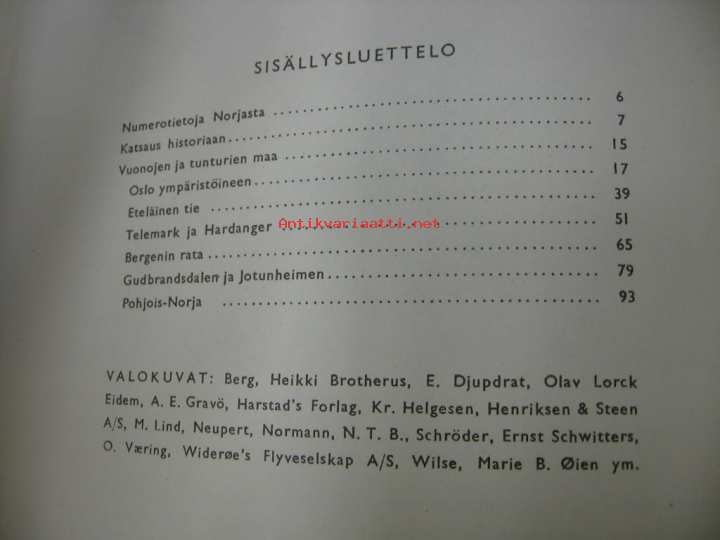 SISÄLLYSLUETTELO
Numerotietoja Norjasta 6
Katsaus historiaan 7
Vuonojen ja tunturien maa 15
Oslo ympäristöineen 17
Eteläinen tie 39
Telemark ja Hardanger 51
Antikvariaatti.net
Bergenin rata 65
Gudbrandsdalen ja Jotunheimen 79
Pohjois-Norja 93
VALOKUVAT: Berg, Heikki Brotherus, E. Djupdrat, Olav Lorck
Eidem, A. E. Gravö, Harstad's Forlag, Kr. Helgesen, Henriksen & Steen
A/S, M. Lind, Neupert, Normann, N. T. B., Schröder, Ernst Schwitters,
O. Væring, Widerøe's Flyveselskap A/S, Wilse, Marie B. Øien ym.